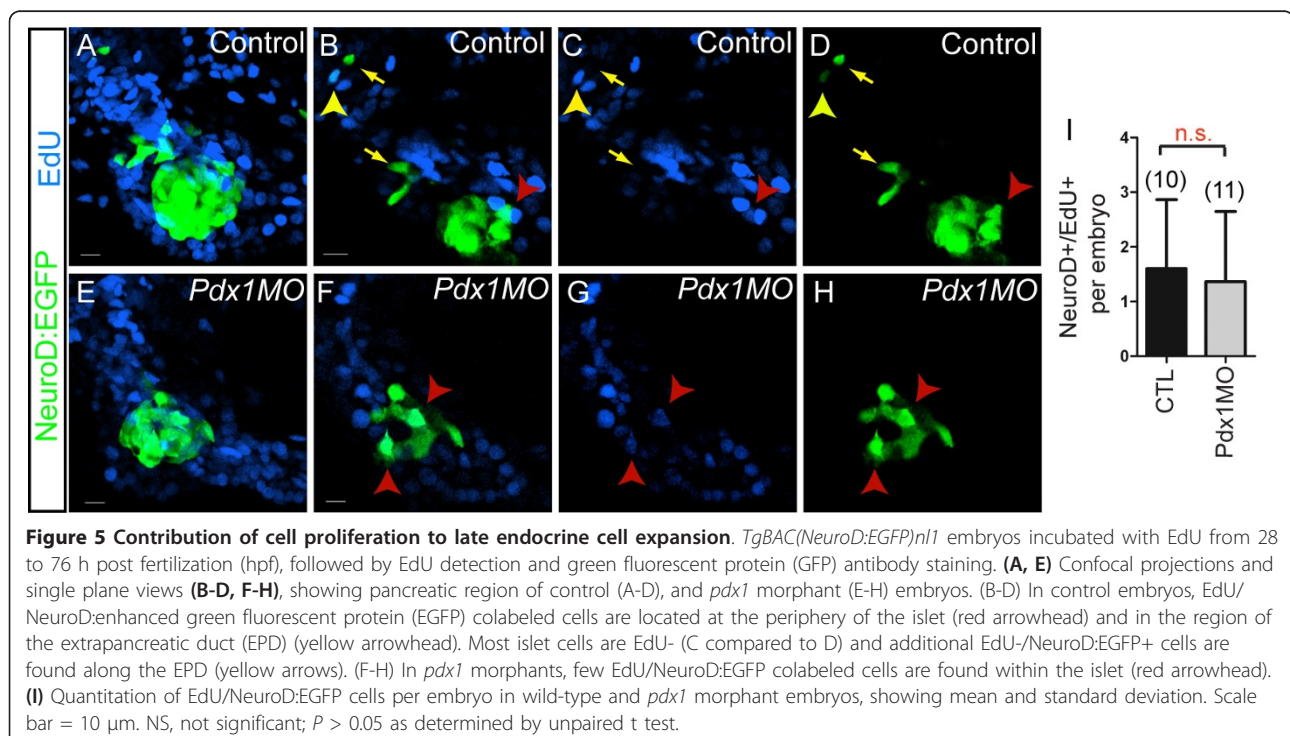 A Control
B Control
C Control
D Control
E Pdx1MO
F Pdx1MO
G Pdx1MO
H Pdx1MO
NeuroD:EGFP EdU
I
n.s.
(10)
(11)
4
3
2
1
0
NeuroD+/EdU+
per embryo
CTL
Pdx1MO
Figure 5 Contribution of cell proliferation to late endocrine cell expansion. TgBAC(NeuroD:EGFP)nl1 embryos incubated with EdU from 28
to 76 h post fertilization (hpf), followed by EdU detection and green fluorescent protein (GFP) antibody staining. (A, E) Confocal projections and
single plane views (B-D, F-H), showing pancreatic region of control (A-D), and pdx1 morphant (E-H) embryos. (B-D) In control embryos, EdU/
NeuroD:enhanced green fluorescent protein (EGFP) colabeled cells are located at the periphery of the islet (red arrowhead) and in the region of
the extrapancreatic duct (EPD) (yellow arrowhead). Most islet cells are EdU- (C compared to D) and additional EdU-/NeuroD:EGFP+ cells are
found along the EPD (yellow arrows). (F-H) In pdx1 morphants, few EdU/NeuroD:EGFP colabeled cells are found within the islet (red arrowhead).
(I) Quantitation of EdU/NeuroD:EGFP cells per embryo in wild-type and pdx1 morphant embryos, showing mean and standard deviation. Scale
bar = 10 μm. NS, not significant; P > 0.05 as determined by unpaired t test.